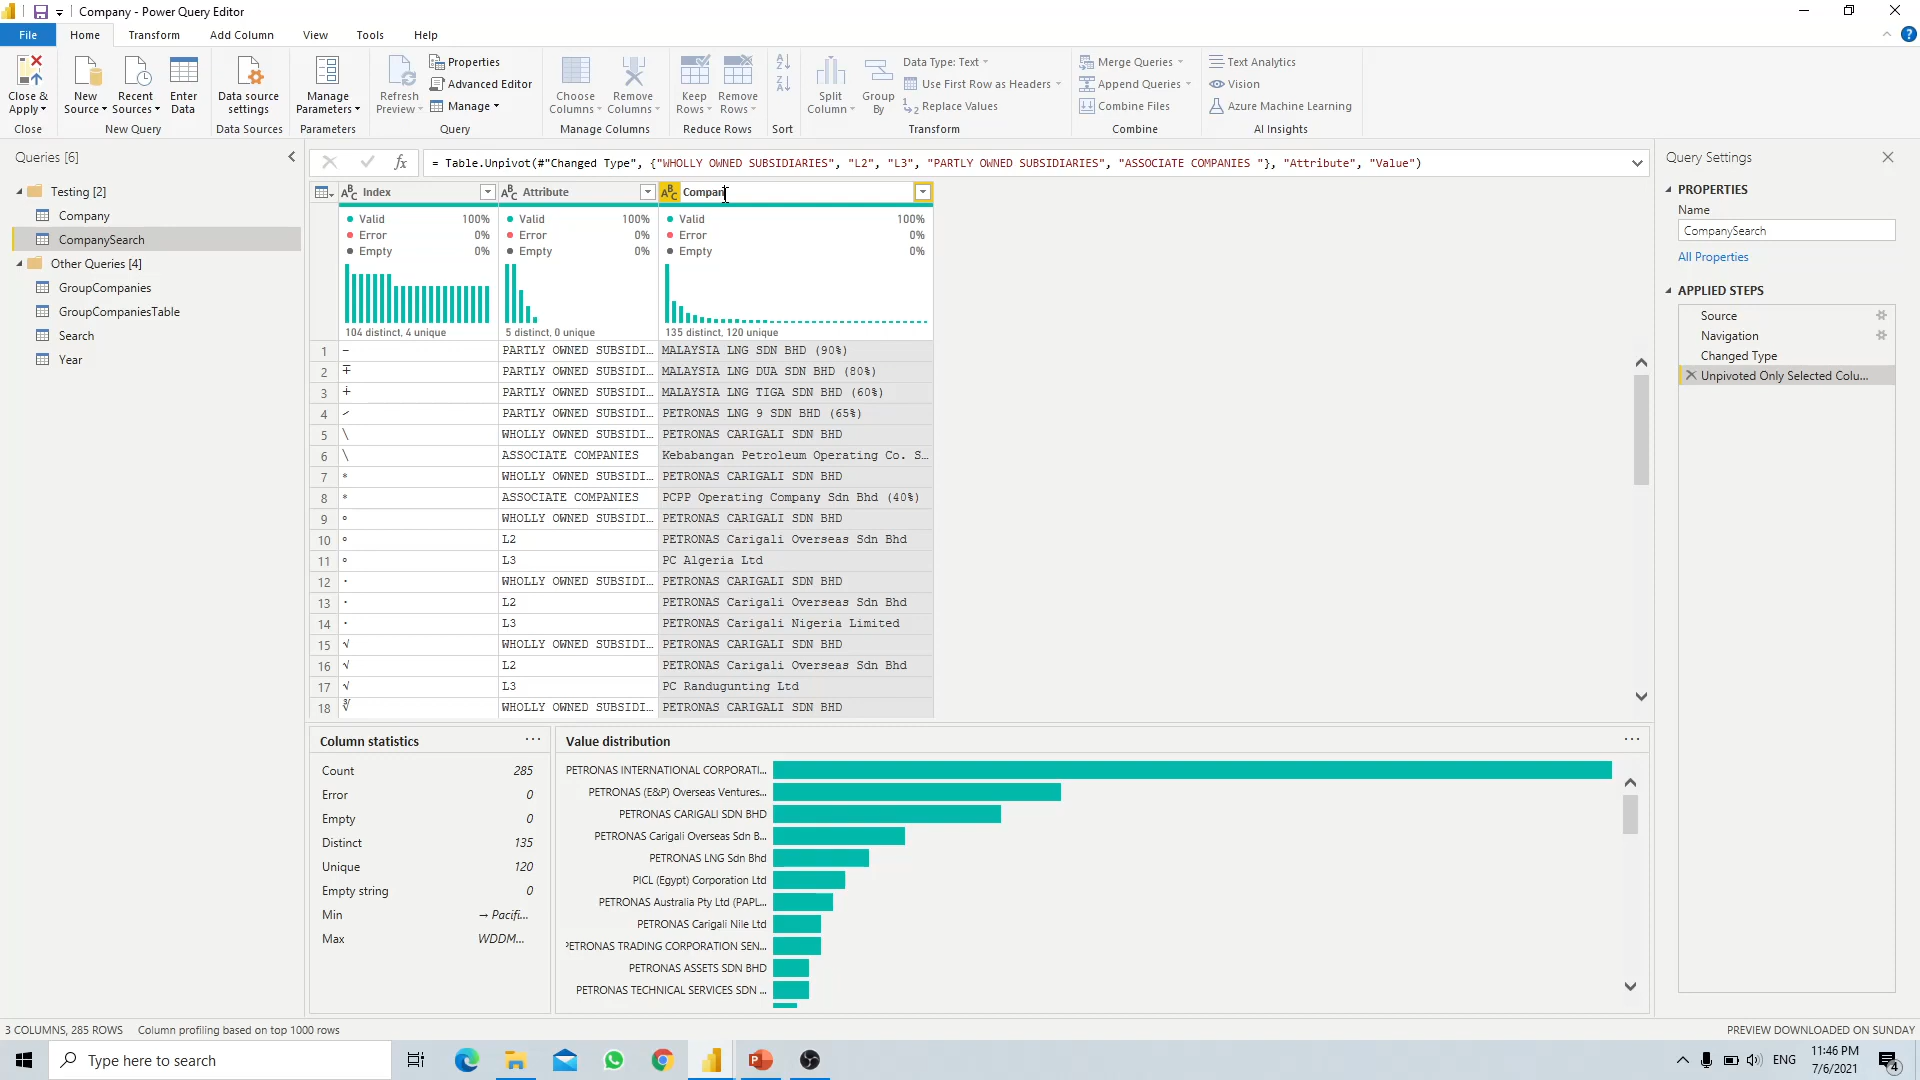 Company - Power Query Editor
File Home Transform Add Column View Tools Help
Close & Apply
New Source
Recent Sources
Enter Data
Data source settings
Manage Parameters
Refresh Preview
Properties
Advanced Editor
Manage
Choose Columns
Remove Columns
Keep Rows
Remove Rows
Split Column
Group By
Data Type: Text
Use First Row as Headers
Replace Values
Merge Queries
Append Queries
Combine Files
Text Analytics
Vision
Azure Machine Learning
Close New Query Data Sources Parameters Query Manage Columns Reduce Rows Sort Transform Combine AI Insights
Queries [6]
Testing [2]
Company
CompanySearch
Other Queries [4]
GroupCompanies
GroupCompaniesTable
Search
Year
= Table.Unpivot(#"Changed Type", {"WHOLLY OWNED SUBSIDIARIES", "L2", "L3", "PARTLY OWNED SUBSIDIARIES", "ASSOCIATE COMPANIES "}, "Attribute", "Value")
Index Attribute Compan
Valid 100% Valid 100% Valid 100%
Error 0% Error 0% Error 0%
Empty 0% Empty 0% Empty 0%
104 distinct, 4 unique 5 distinct, 0 unique 135 distinct, 120 unique
1 − PARTLY OWNED SUBSIDI... MALAYSIA LNG SDN BHD (90%)
2 ∓ PARTLY OWNED SUBSIDI... MALAYSIA LNG DUA SDN BHD (80%)
3 ∔ PARTLY OWNED SUBSIDI... MALAYSIA LNG TIGA SDN BHD (60%)
4 ∕ PARTLY OWNED SUBSIDI... PETRONAS LNG 9 SDN BHD (65%)
5 \ WHOLLY OWNED SUBSIDI... PETRONAS CARIGALI SDN BHD
6 \ ASSOCIATE COMPANIES Kebabangan Petroleum Operating Co. S...
7 * WHOLLY OWNED SUBSIDI... PETRONAS CARIGALI SDN BHD
8 * ASSOCIATE COMPANIES PCPP Operating Company Sdn Bhd (40%)
9 ∘ WHOLLY OWNED SUBSIDI... PETRONAS CARIGALI SDN BHD
10 ∘ L2 PETRONAS Carigali Overseas Sdn Bhd
11 ∘ L3 PC Algeria Ltd
12 ∙ WHOLLY OWNED SUBSIDI... PETRONAS CARIGALI SDN BHD
13 ∙ L2 PETRONAS Carigali Overseas Sdn Bhd
14 ∙ L3 PETRONAS Carigali Nigeria Limited
15 √ WHOLLY OWNED SUBSIDI... PETRONAS CARIGALI SDN BHD
16 √ L2 PETRONAS Carigali Overseas Sdn Bhd
17 √ L3 PC Randugunting Ltd
18 ∛ WHOLLY OWNED SUBSIDI... PETRONAS CARIGALI SDN BHD
Column statistics
Count 285
Error 0
Empty 0
Distinct 135
Unique 120
Empty string 0
Min → Pacifi...
Max WDDM...
Value distribution
PETRONAS INTERNATIONAL CORPORATI...
PETRONAS (E&P) Overseas Ventures...
PETRONAS CARIGALI SDN BHD
PETRONAS Carigali Overseas Sdn B...
PETRONAS LNG Sdn Bhd
PICL (Egypt) Corporation Ltd
PETRONAS Australia Pty Ltd (PAPL...
PETRONAS Carigali Nile Ltd
PETRONAS TRADING CORPORATION SEN...
PETRONAS ASSETS SDN BHD
PETRONAS TECHNICAL SERVICES SDN ...
Query Settings
PROPERTIES
Name
CompanySearch
All Properties
APPLIED STEPS
Source
Navigation
Changed Type
Unpivoted Only Selected Colu...
3 COLUMNS, 285 ROWS Column profiling based on top 1000 rows PREVIEW DOWNLOADED ON SUNDAY
Type here to search
ENG
11:46 PM
7/6/2021
4